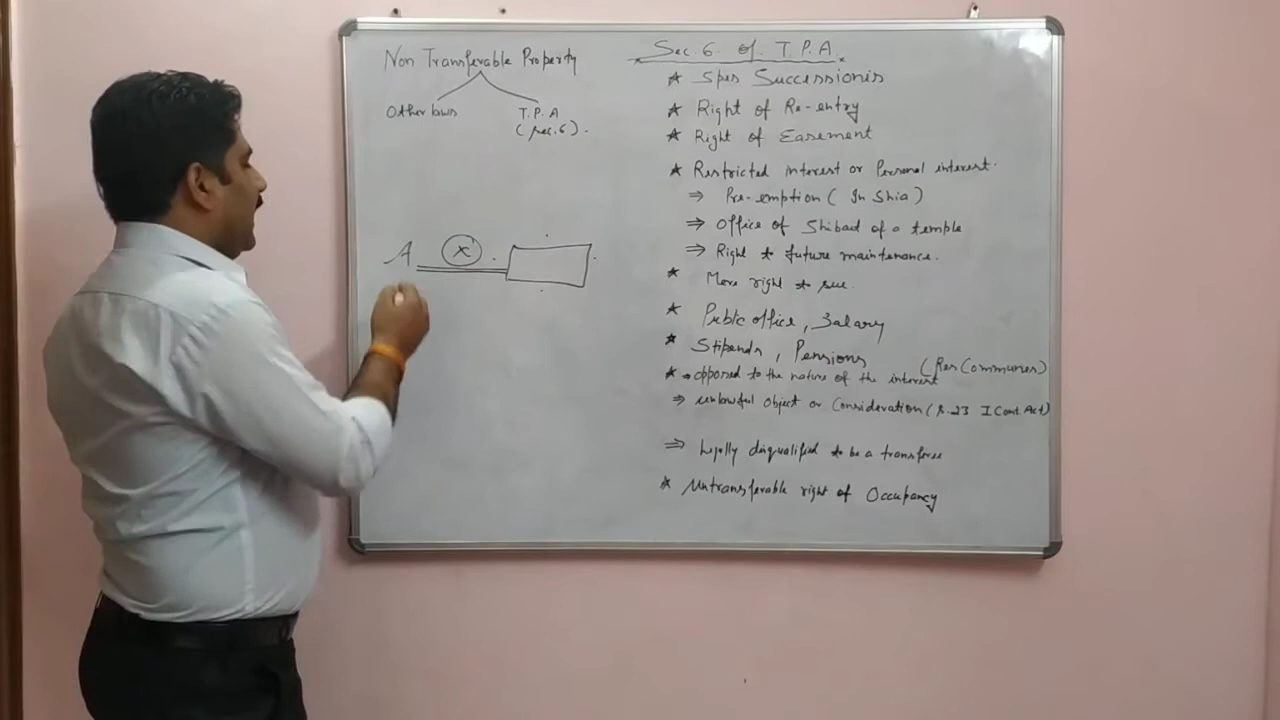 Non Transferable Property
Other laws
T.P.A
(sec.6).
A
X
Sec. 6. of T.P.A.
★ Spes Successionis
★ Right of Re-entry
★ Right of Easement
★ Restricted interest or Personal interest.
⇒ Pre-emption (In Shia)
⇒ Office of Shibad of a temple
⇒ Right to future maintenance.
★ Mere right to sue.
★ Public office, Salary
★ Stipends, Pensions
(Res Communes)
★ opposed to the nature of the interest
⇒ unlawful Object or Consideration (s.23 I Cont. Act)
⇒ Legally disqualified to be a transferee
★ Untransferable right of Occupancy